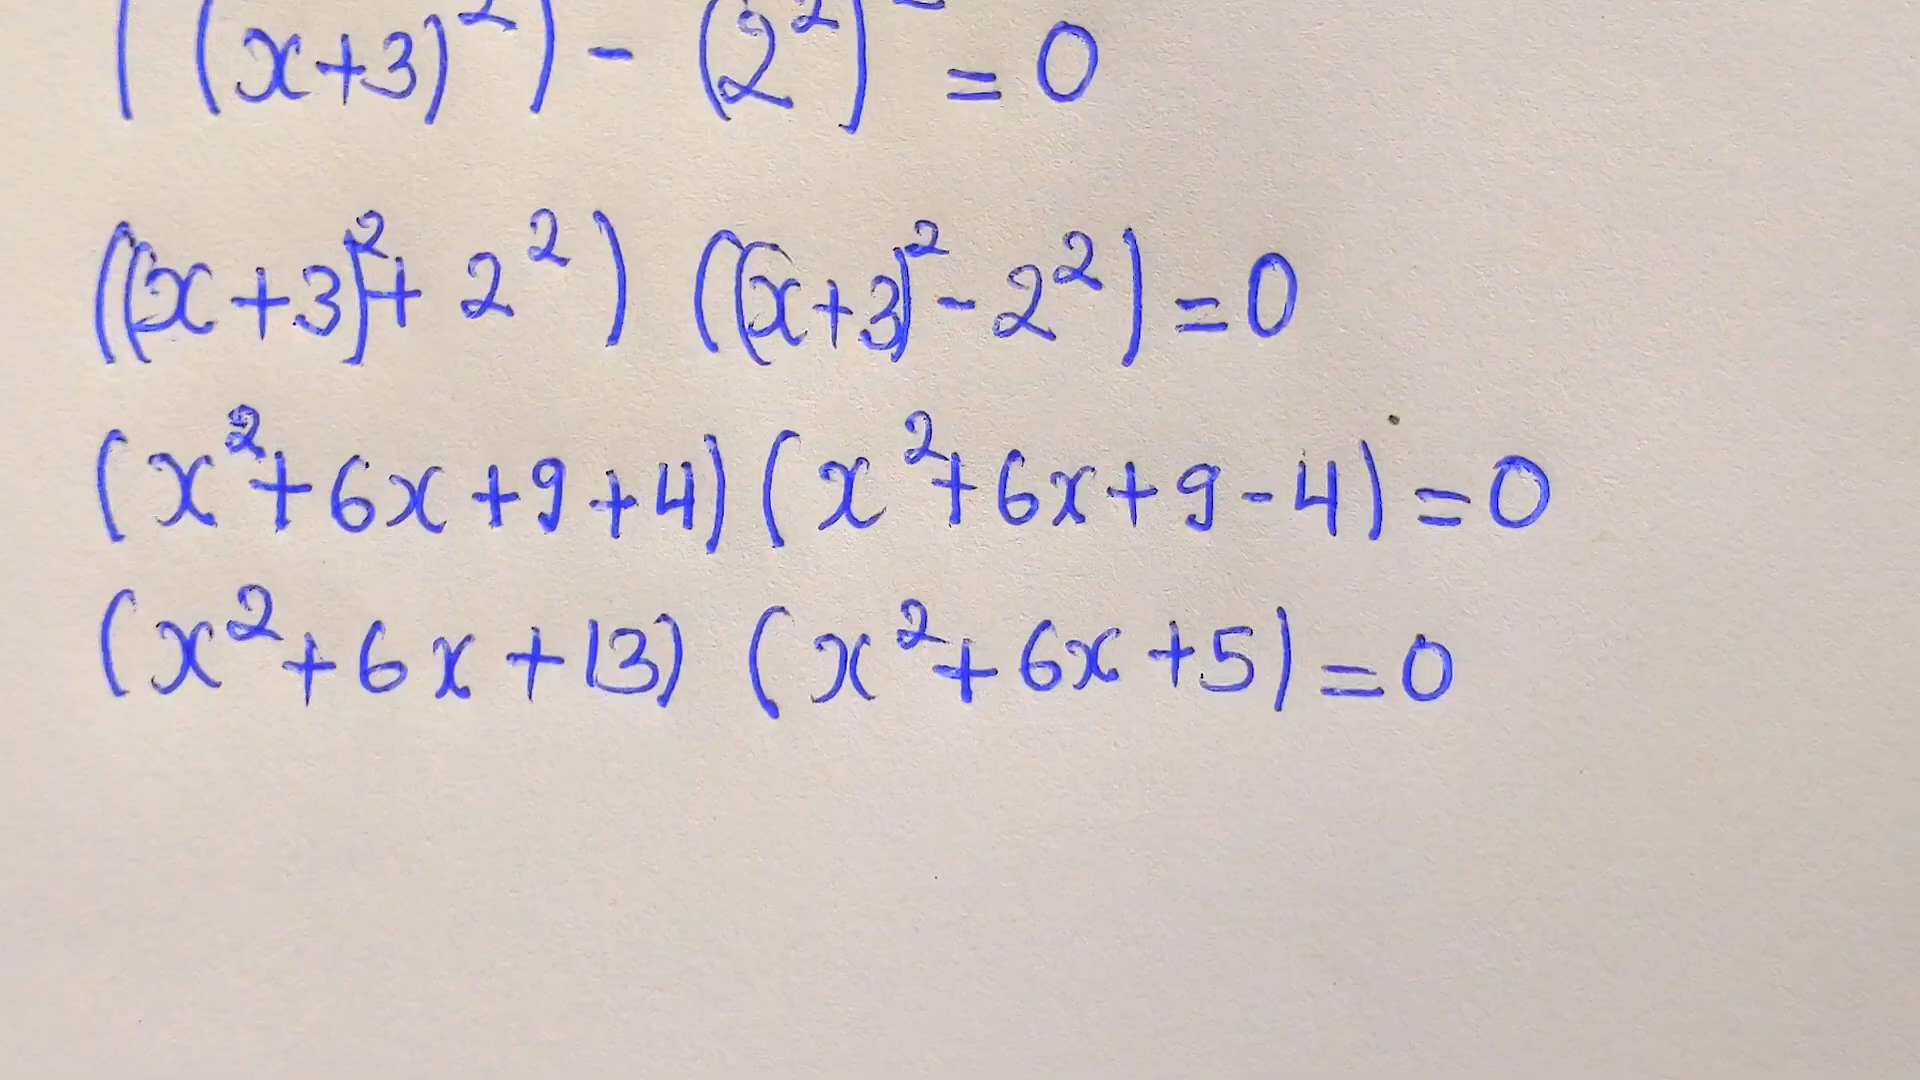 ((x+3)²) - (2²)² = 0
((x+3)²+ 2²) ((x+3)²- 2²) = 0
(x²+ 6x + 9 + 4) (x²+ 6x + 9 - 4) = 0
(x²+ 6x + 13) (x²+ 6x + 5) = 0